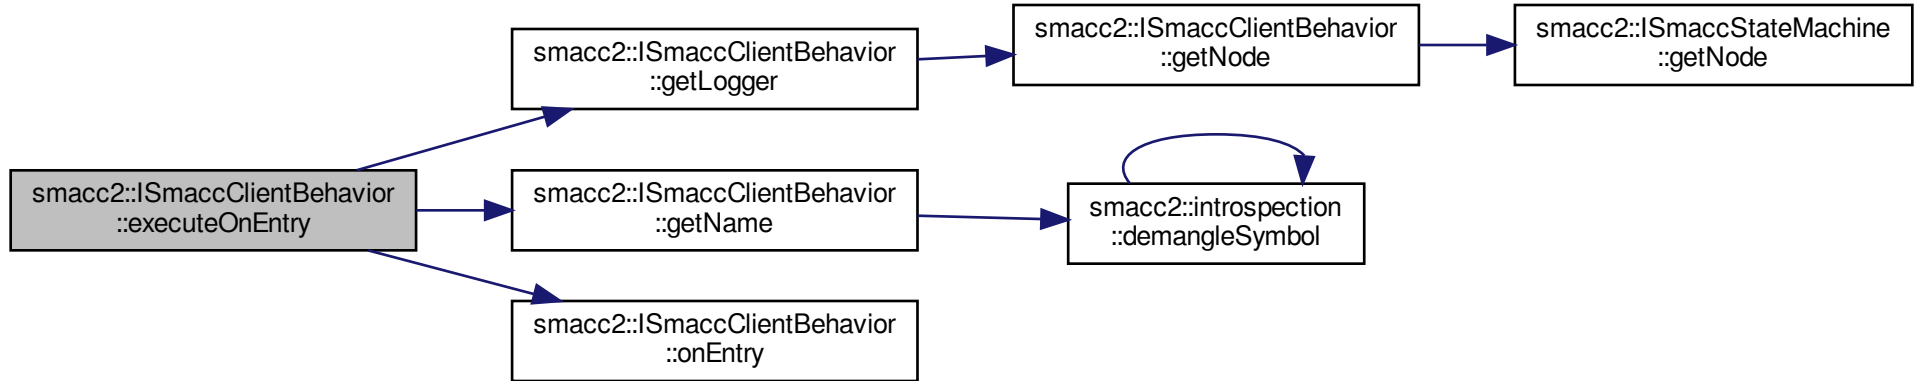 smacc2::ISmaccClientBehavior
::executeOnEntry
smacc2::ISmaccClientBehavior
::getLogger
smacc2::ISmaccClientBehavior
::getNode
smacc2::ISmaccStateMachine
::getNode
smacc2::ISmaccClientBehavior
::getName
smacc2::introspection
::demangleSymbol
smacc2::ISmaccClientBehavior
::onEntry